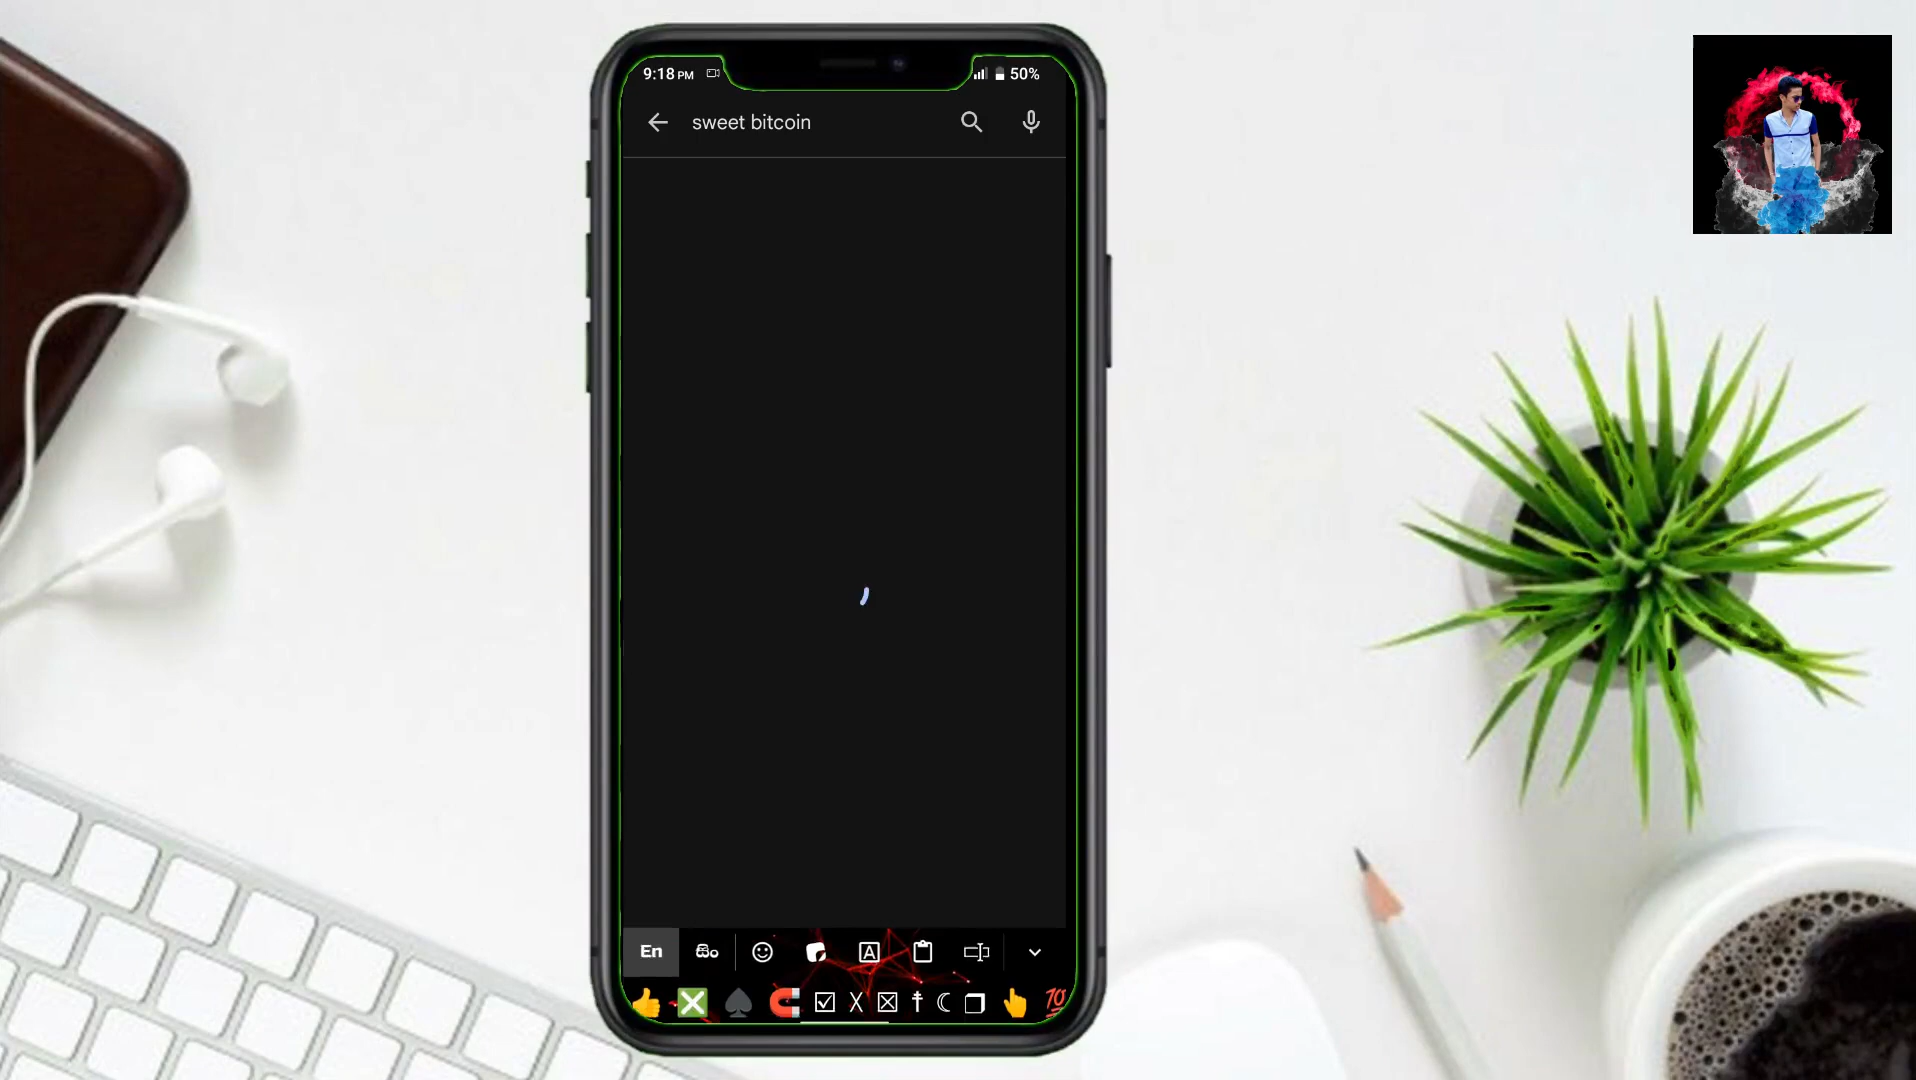 9:18 PM 50%
sweet bitcoin
En සිං